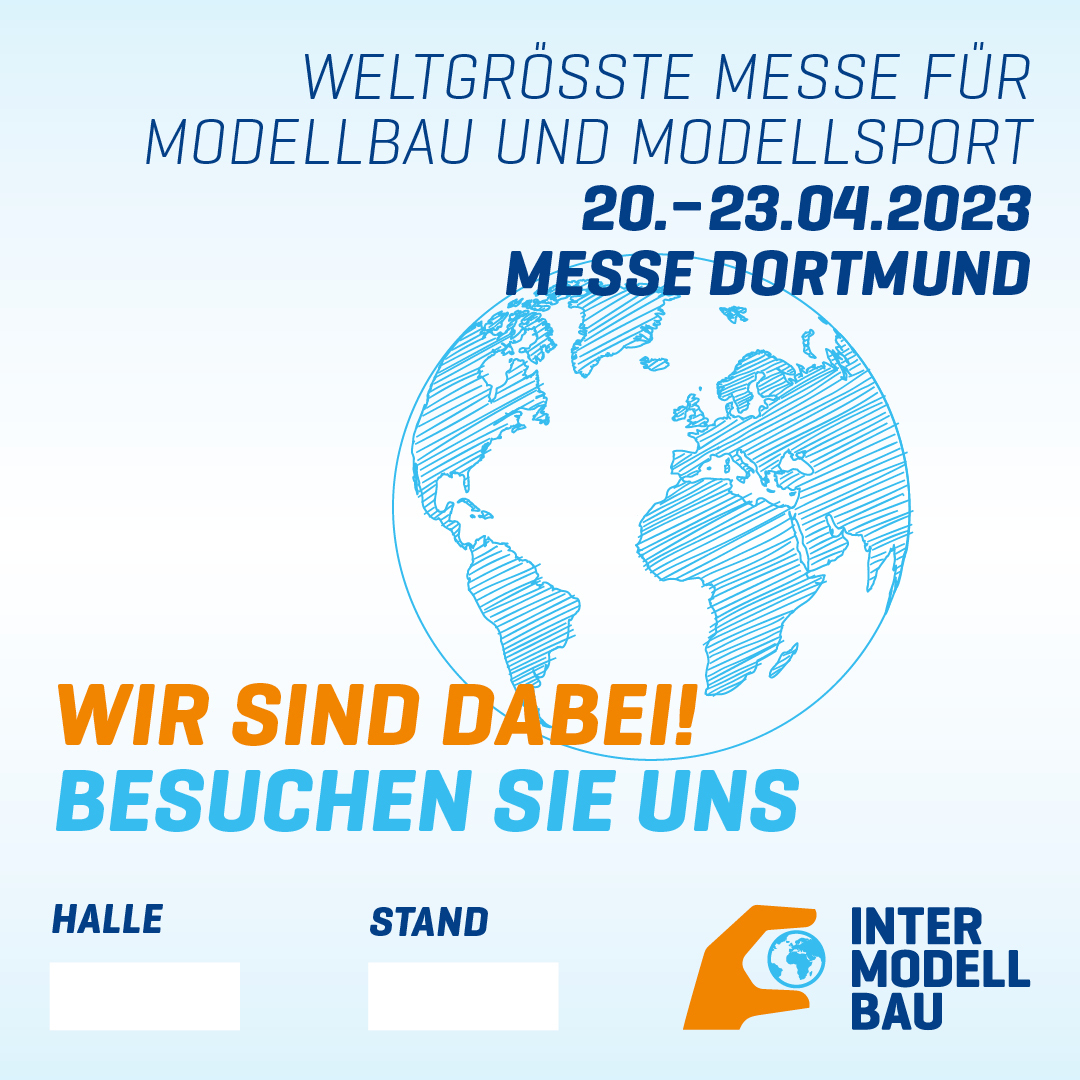 WELTGRÖSSTE MESSE FÜR
MODELLBAU UND MODELLSPORT
20.–23.04.2023
MESSE DORTMUND
WIR SIND DABEI!
BESUCHEN SIE UNS
HALLE
STAND
INTER
MODELL
BAU